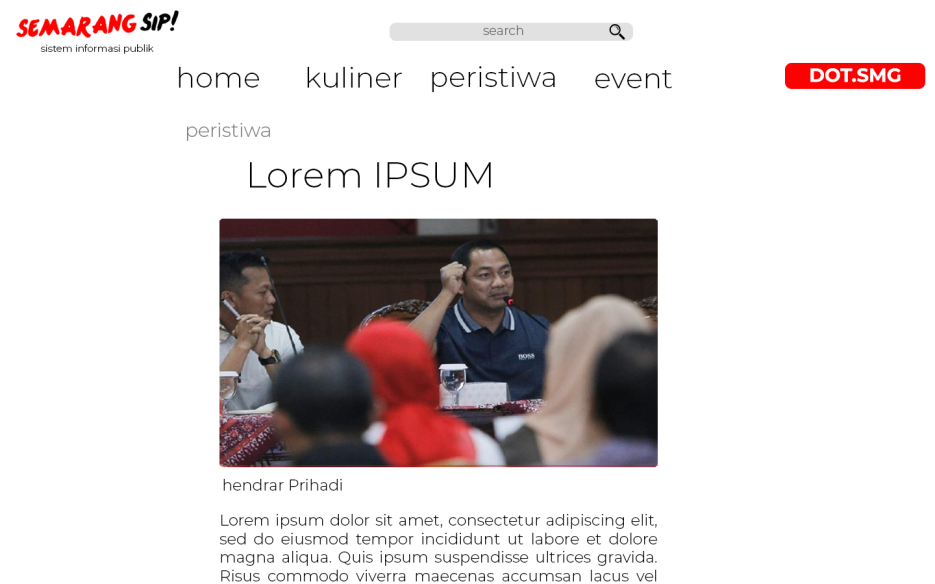 SEMARANG SIP!
sistem informasi publik
search
home kuliner peristiwa event
DOT.SMG
peristiwa
Lorem IPSUM
BOSS
hendrar Prihadi
Lorem ipsum dolor sit amet, consectetur adipiscing elit,
sed do eiusmod tempor incididunt ut labore et dolore
magna aliqua. Quis ipsum suspendisse ultrices gravida.
Risus commodo viverra maecenas accumsan lacus vel